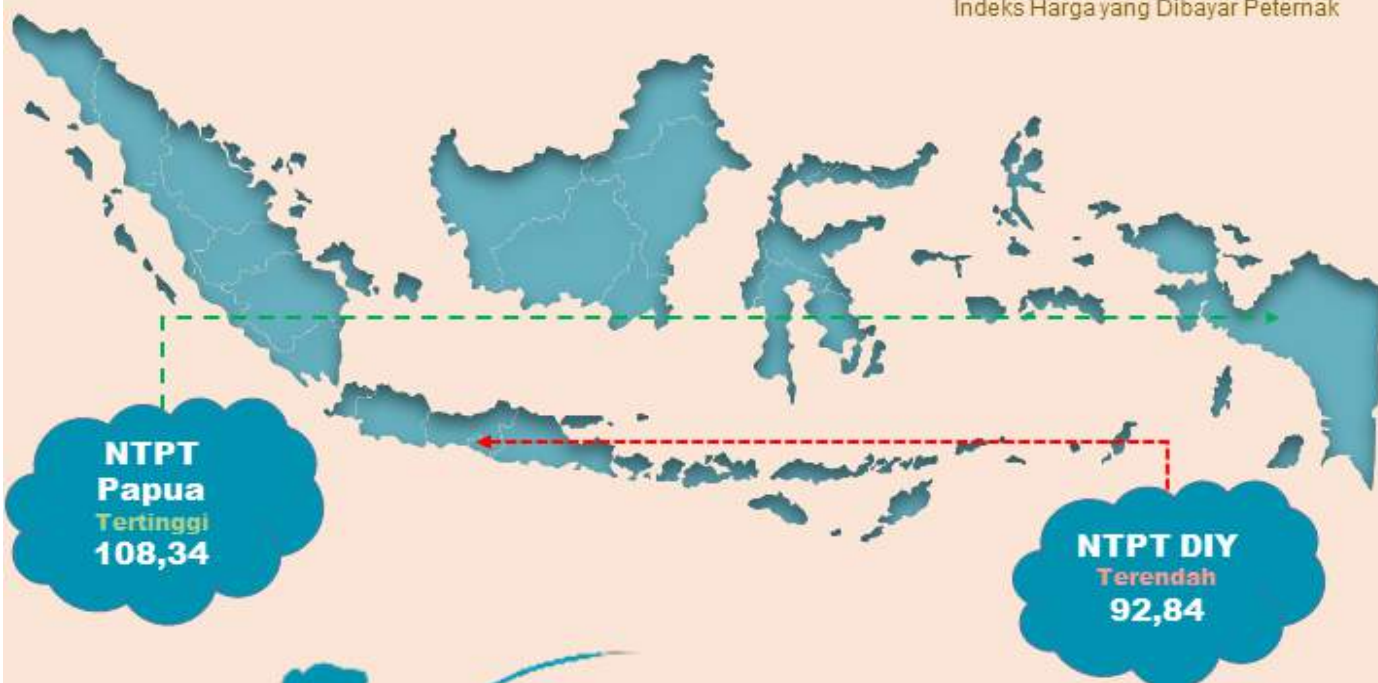 Indeks Harga yang Dibayar Peternak
NTPT
Papua
Tertinggi
108,34
NTPT DIY
Terendah
92,84